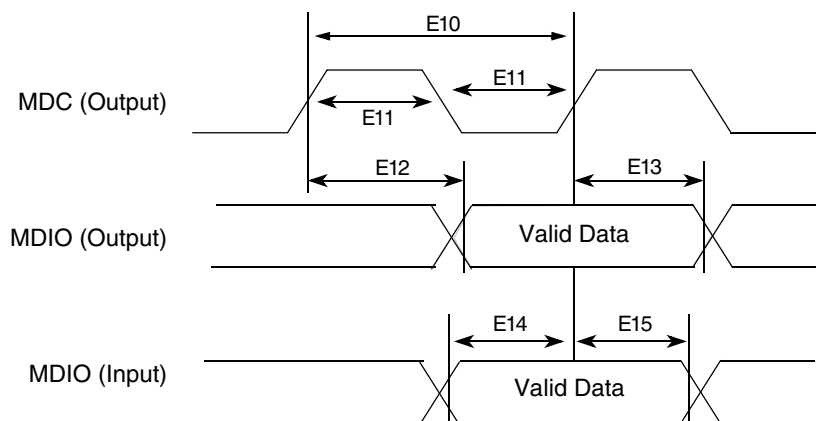 E10
MDC (Output)
E11
E11
E12
E13
MDIO (Output)
Valid Data
E14
E15
MDIO (Input)
Valid Data